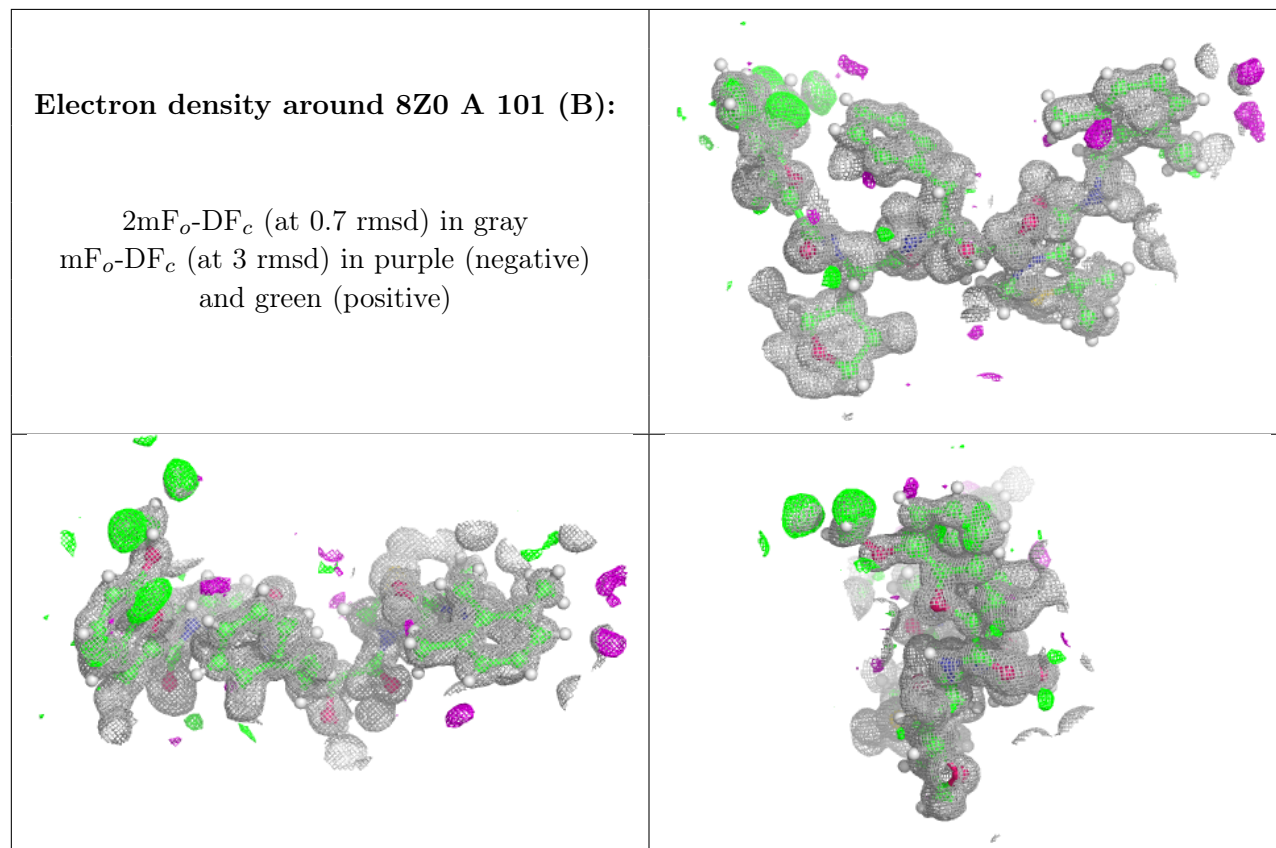 Electron density around 8Z0 A 101 (B):
2mFₒ-DF𝒸 (at 0.7 rmsd) in gray
mFₒ-DF𝒸 (at 3 rmsd) in purple (negative)
and green (positive)